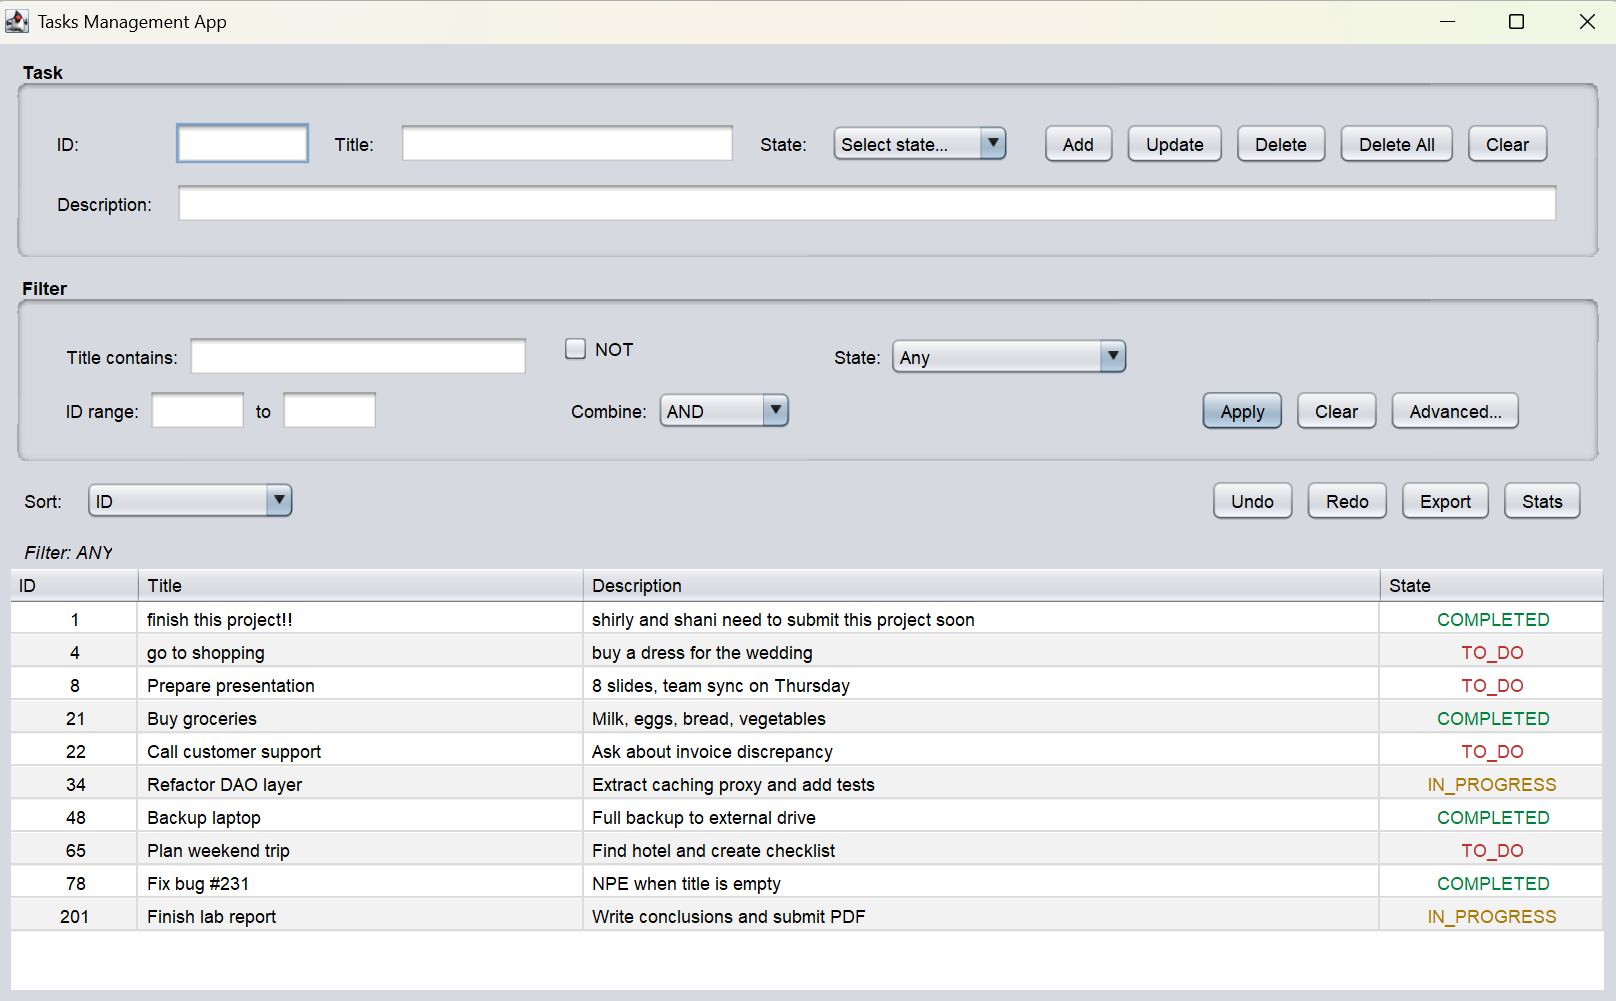 Tasks Management App
Task
ID: Title: State: Select state... Add Update Delete Delete All Clear
Description:
Filter
Title contains: NOT State: Any
ID range: to Combine: AND Apply Clear Advanced...
Sort: ID Undo Redo Export Stats
Filter: ANY
ID Title Description State
1 finish this project!! shirly and shani need to submit this project soon COMPLETED
4 go to shopping buy a dress for the wedding TO_DO
8 Prepare presentation 8 slides, team sync on Thursday TO_DO
21 Buy groceries Milk, eggs, bread, vegetables COMPLETED
22 Call customer support Ask about invoice discrepancy TO_DO
34 Refactor DAO layer Extract caching proxy and add tests IN_PROGRESS
48 Backup laptop Full backup to external drive COMPLETED
65 Plan weekend trip Find hotel and create checklist TO_DO
78 Fix bug #231 NPE when title is empty COMPLETED
201 Finish lab report Write conclusions and submit PDF IN_PROGRESS